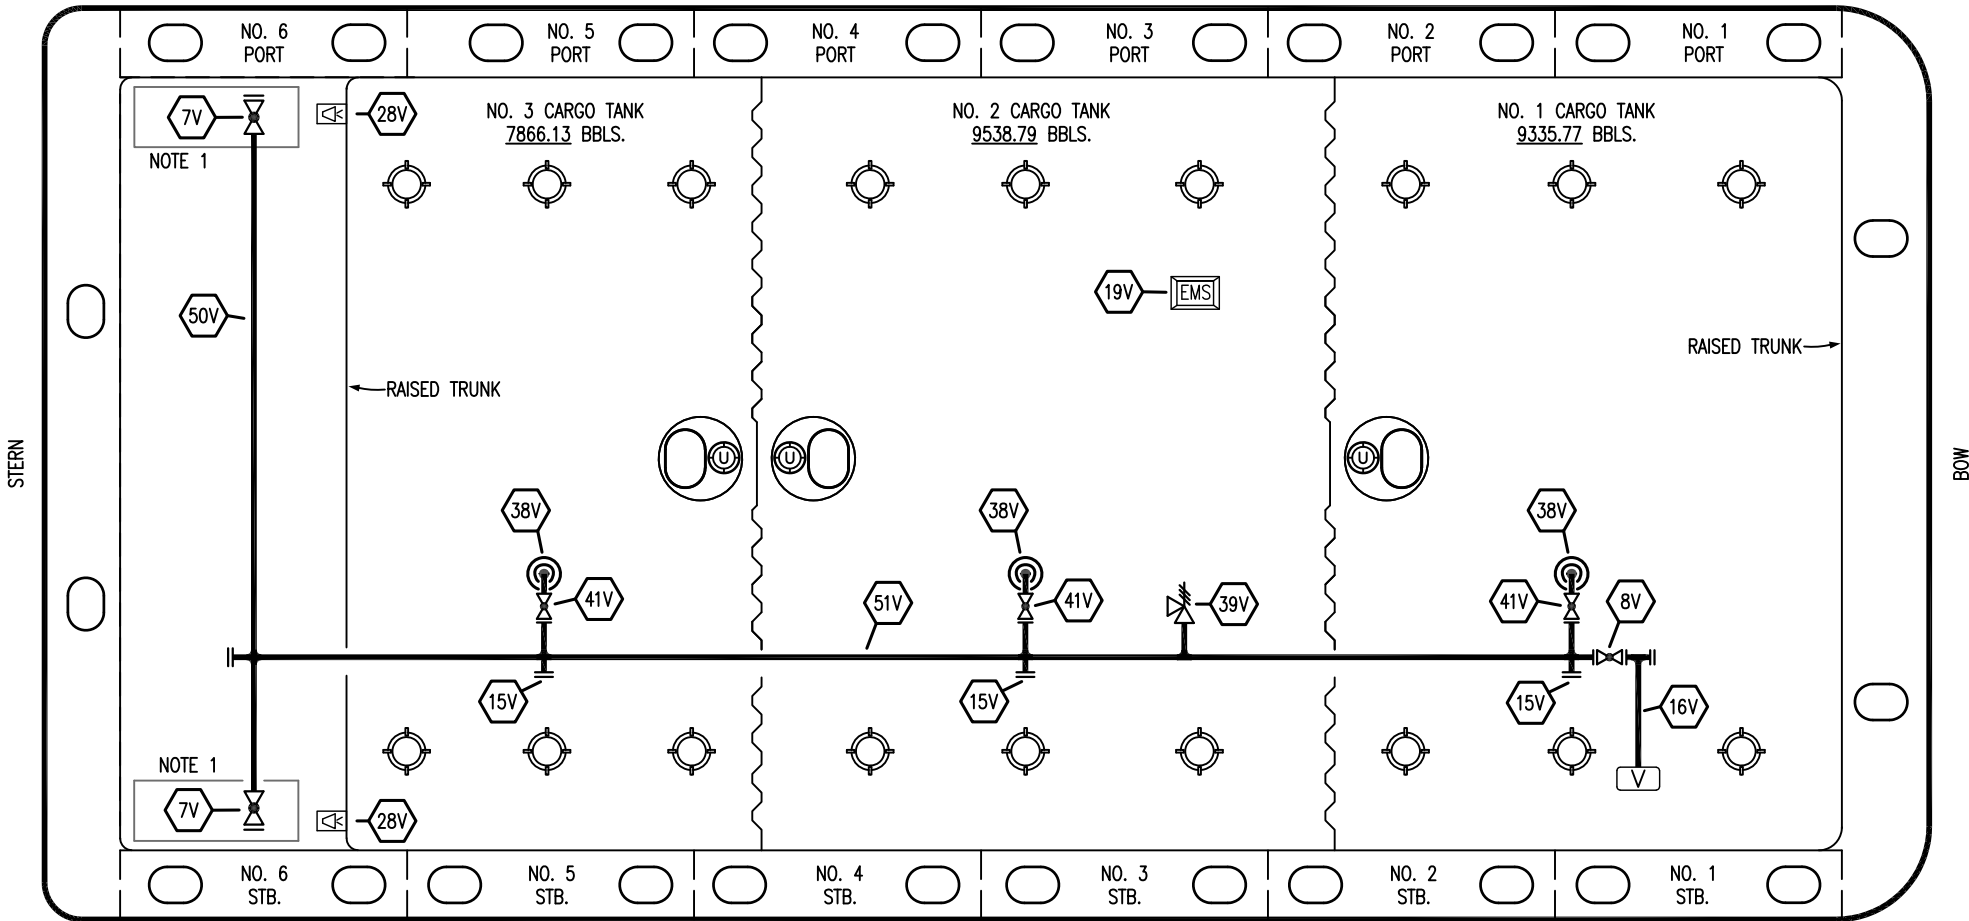 NO. 6
PORT
NO. 5
PORT
NO. 4
PORT
NO. 3
PORT
NO. 2
PORT
NO. 1
PORT
7V
28V
NOTE 1
NO. 3 CARGO TANK
7866.13 BBLS.
NO. 2 CARGO TANK
9538.79 BBLS.
NO. 1 CARGO TANK
9335.77 BBLS.
19V
EMS
50V
RAISED TRUNK
RAISED TRUNK
STERN
BOW
U
U
U
38V
38V
38V
41V
51V
41V
39V
41V
8V
15V
15V
15V
16V
NOTE 1
7V
28V
V
NO. 6
STB.
NO. 5
STB.
NO. 4
STB.
NO. 3
STB.
NO. 2
STB.
NO. 1
STB.